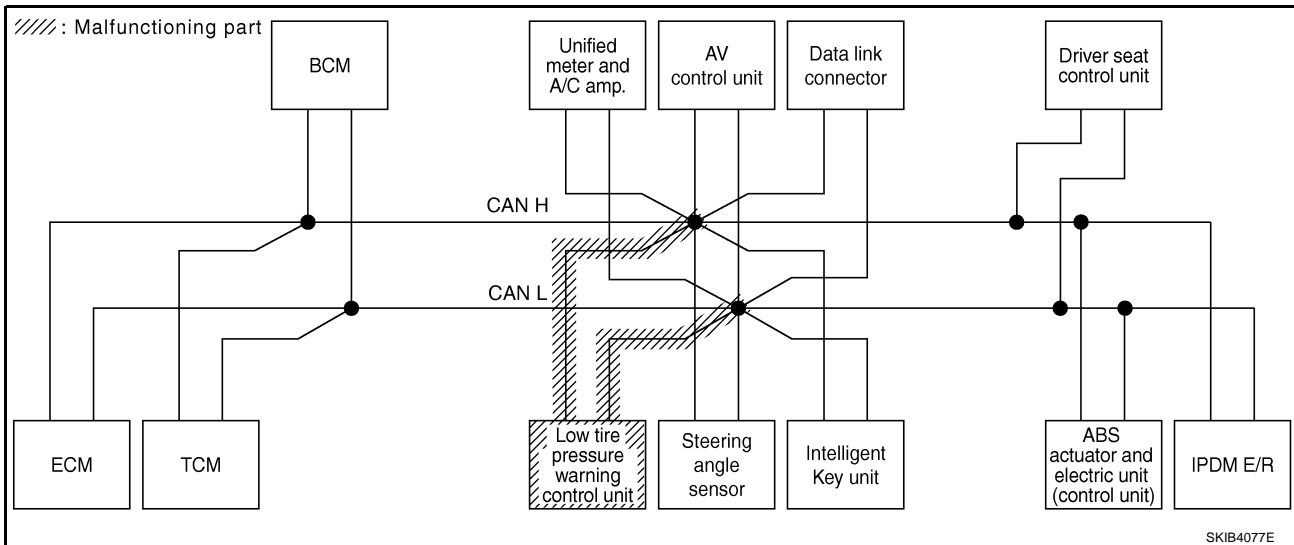 : Malfunctioning part
BCM
Unified
meter and
A/C amp.
AV
control unit
Data link
connector
Driver seat
control unit
CAN H
CAN L
ECM
TCM
Low tire
pressure
warning
control unit
Steering
angle
sensor
Intelligent
Key unit
ABS
actuator and
electric unit
(control unit)
IPDM E/R
SKIB4077E